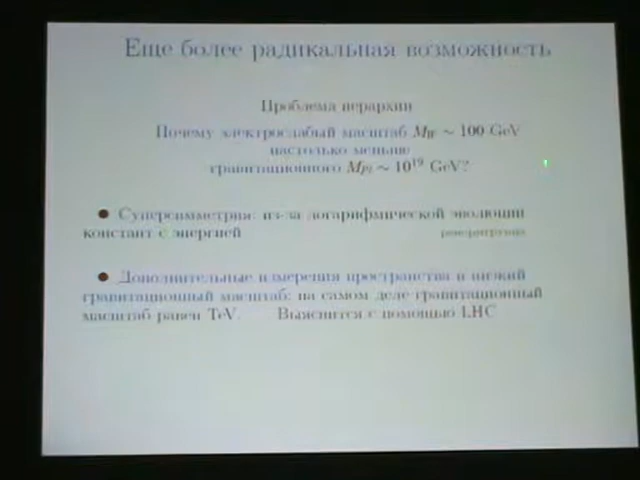 Еще более радикальная возможность
Проблема иерархии
Почему электрослабый масштаб M_W ∼ 100 GeV
настолько меньше
гравитационного M_Pl ∼ 10^19 GeV?
● Суперсимметрия: из-за логарифмической эволюции
констант с энергией
● Дополнительные измерения пространства и низкий
гравитационный масштаб: на самом деле гравитационный
масштаб равен TeV. Выяснится с помощью LHC